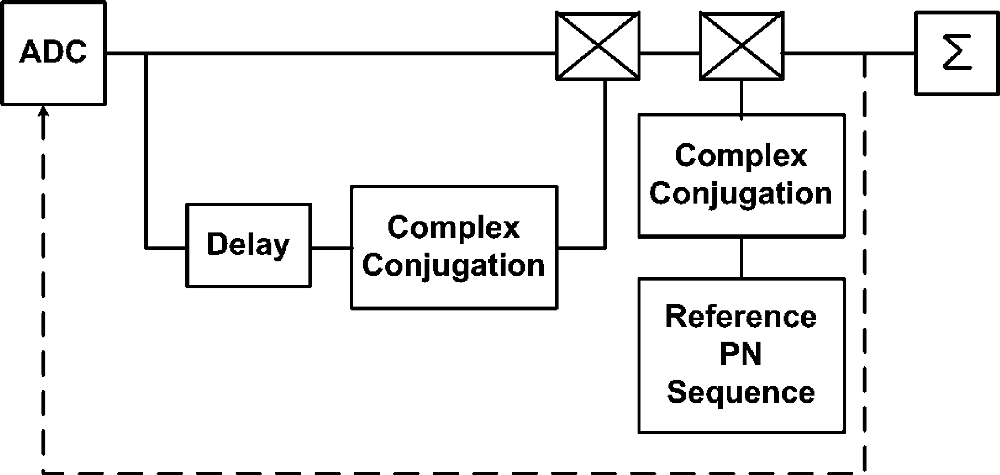 ADC
Σ
Complex
Conjugation
Delay
Complex
Conjugation
Reference
PN
Sequence